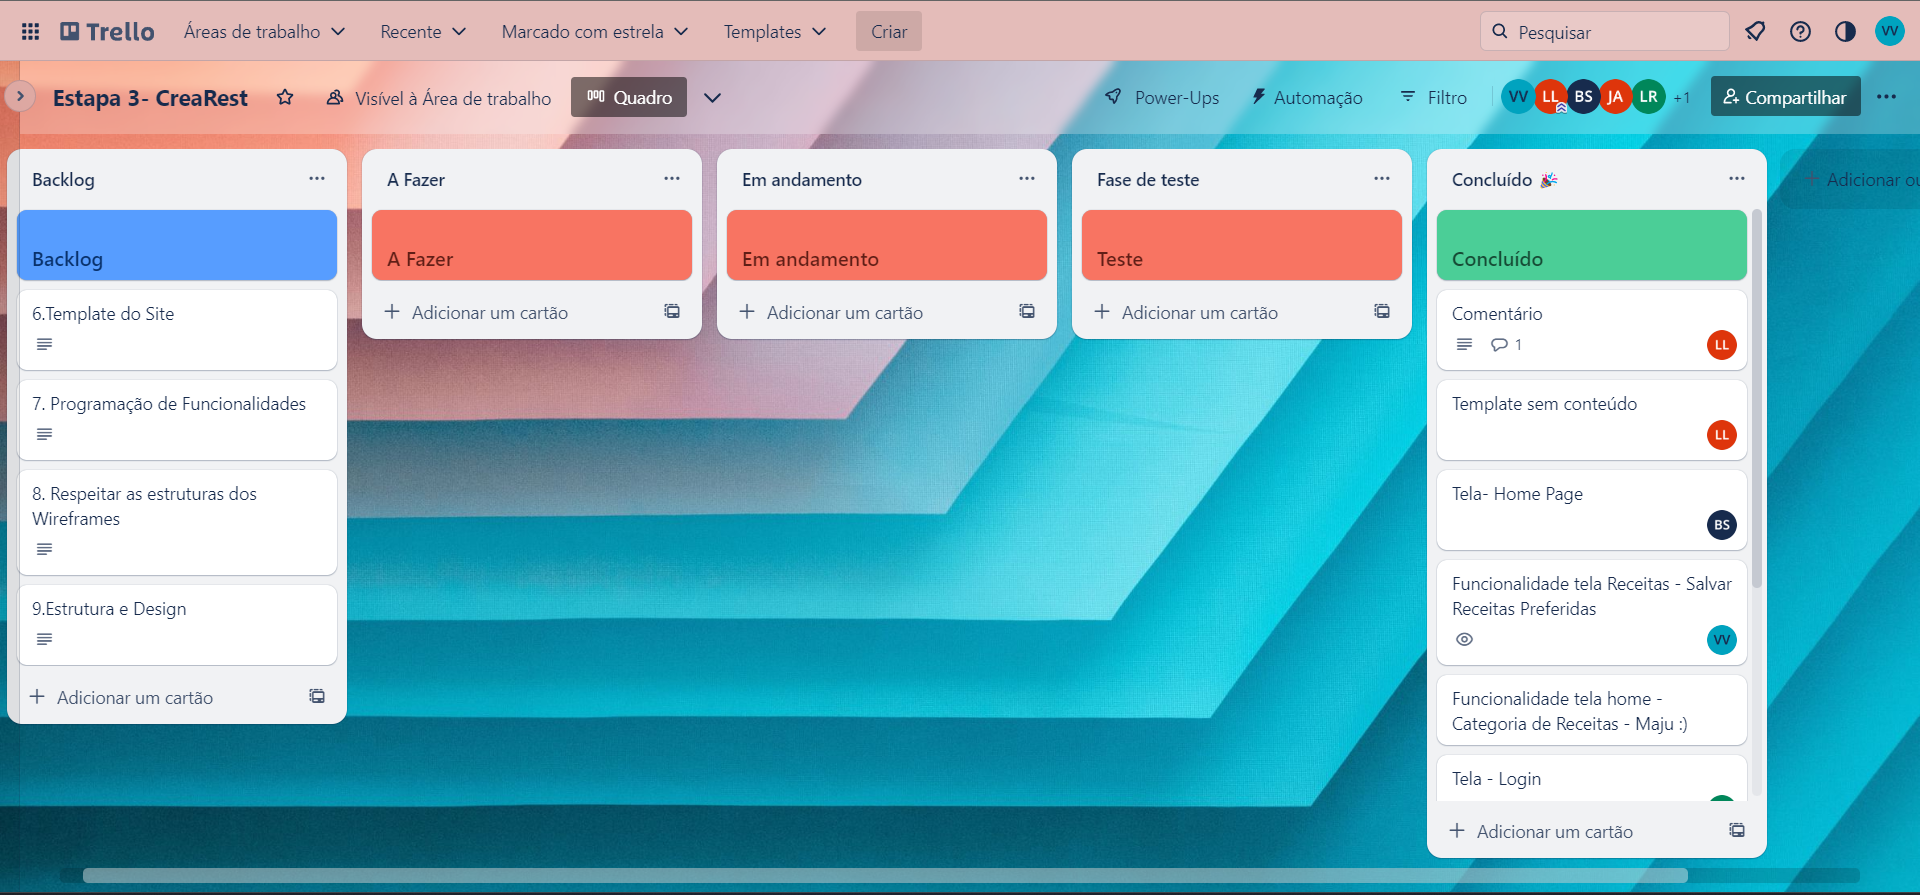 Trello
Áreas de trabalho
Recente
Marcado com estrela
Templates
Criar
Pesquisar
VV
Estapa 3- CreaRest
Visível à Área de trabalho
Quadro
Power-Ups
Automação
Filtro
VV LL BS JA LR +1
Compartilhar
Backlog
Backlog
6.Template do Site
7. Programação de Funcionalidades
8. Respeitar as estruturas dos
Wireframes
9.Estrutura e Design
+ Adicionar um cartão
A Fazer
A Fazer
+ Adicionar um cartão
Em andamento
Em andamento
+ Adicionar um cartão
Fase de teste
Teste
+ Adicionar um cartão
Concluído 🎉
Concluído
Comentário
1
LL
Template sem conteúdo
LL
Tela- Home Page
BS
Funcionalidade tela Receitas - Salvar
Receitas Preferidas
VV
Funcionalidade tela home -
Categoria de Receitas - Maju :)
Tela - Login
+ Adicionar um cartão
+ Adicionar ou